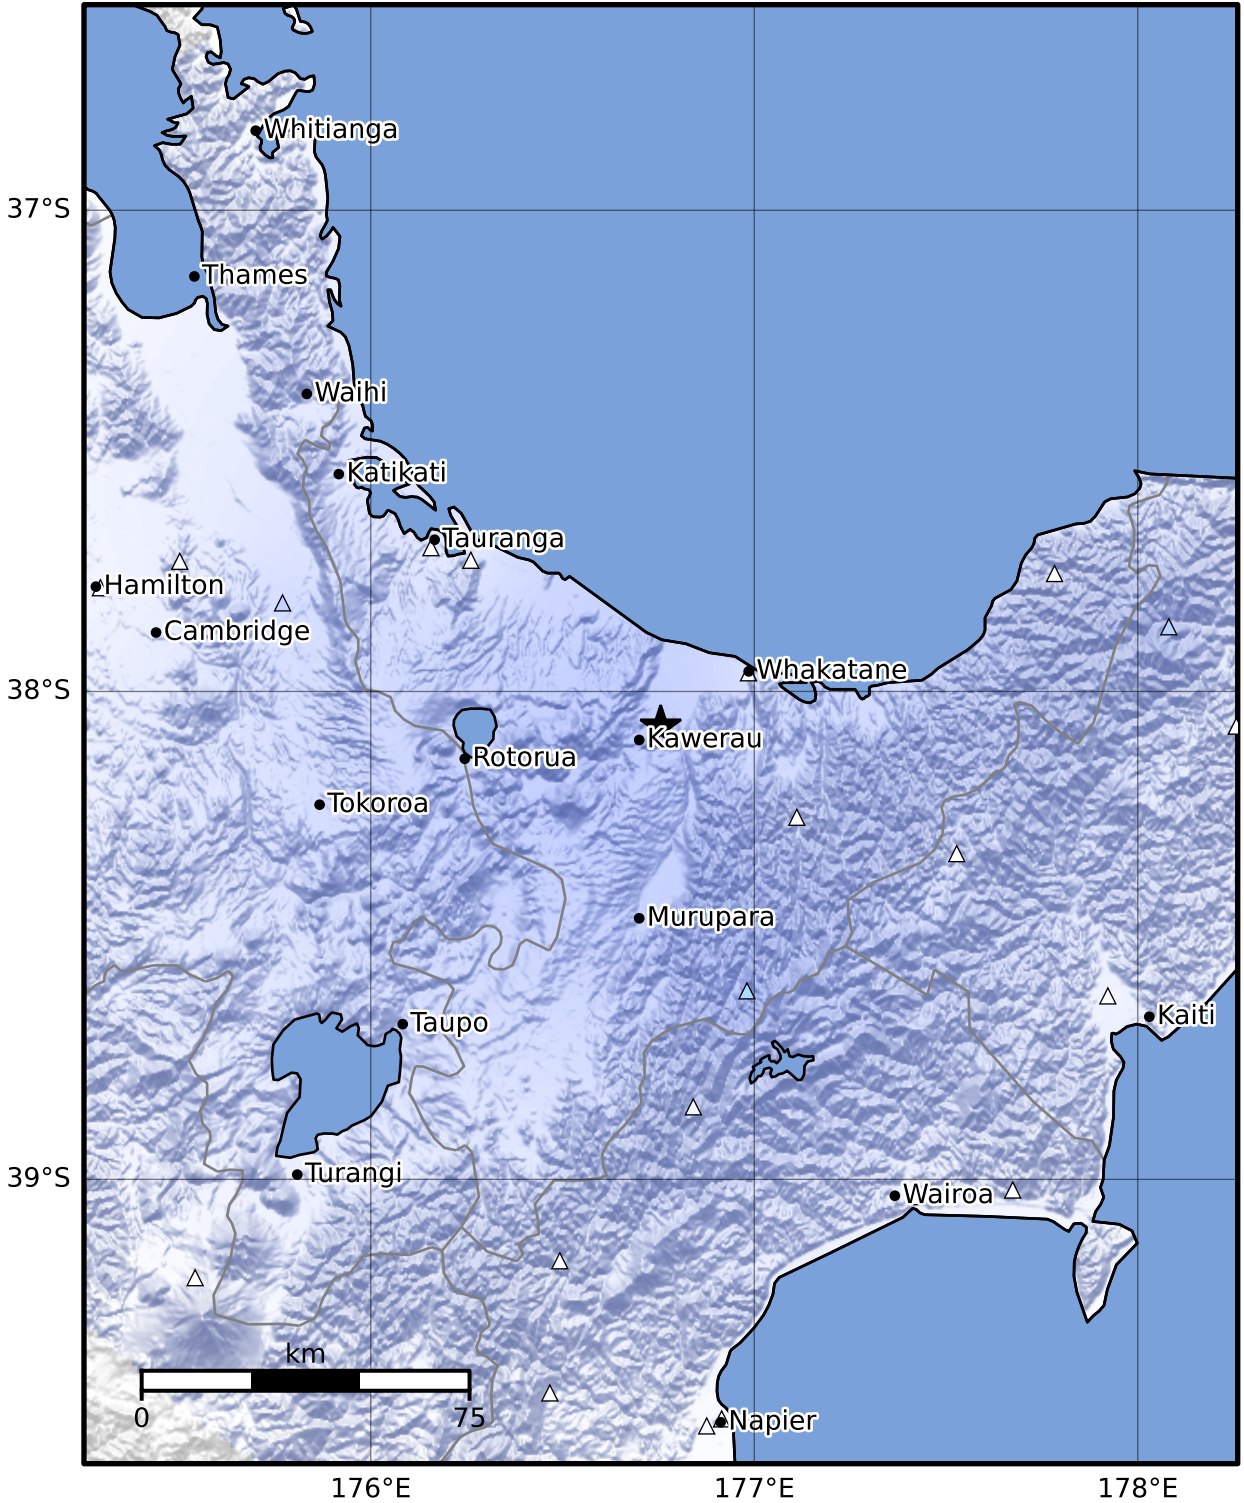 Whitianga
37°S
Thames
Waihi
Katikati
Tauranga
Hamilton
Cambridge
Whakatane
38°S
Kawerau
Rotorua
Tokoroa
Murupara
Kaiti
Taupo
Turangi
39°S
Wairoa
km
0
75
Napier
176°E
177°E
178°E